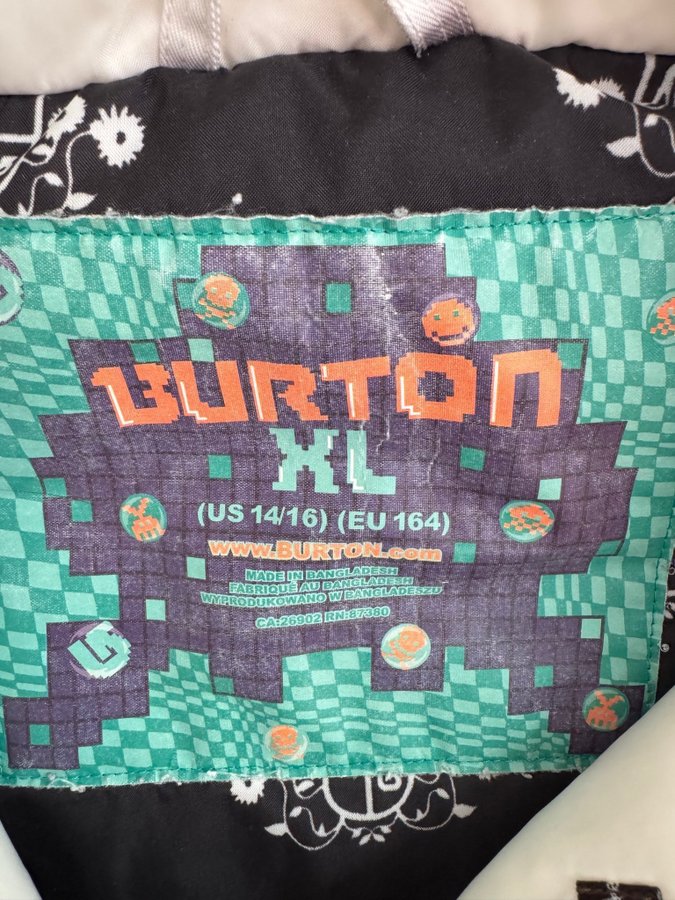 BURTON
XL
(US 14/16) (EU 164)
www.BURTON.com
MADE IN BANGLADESH
FABRIQUÉ AU BANGLADESH
WYPRODUKOWANO W BANGLADESZU
CA:26902 RN:87380